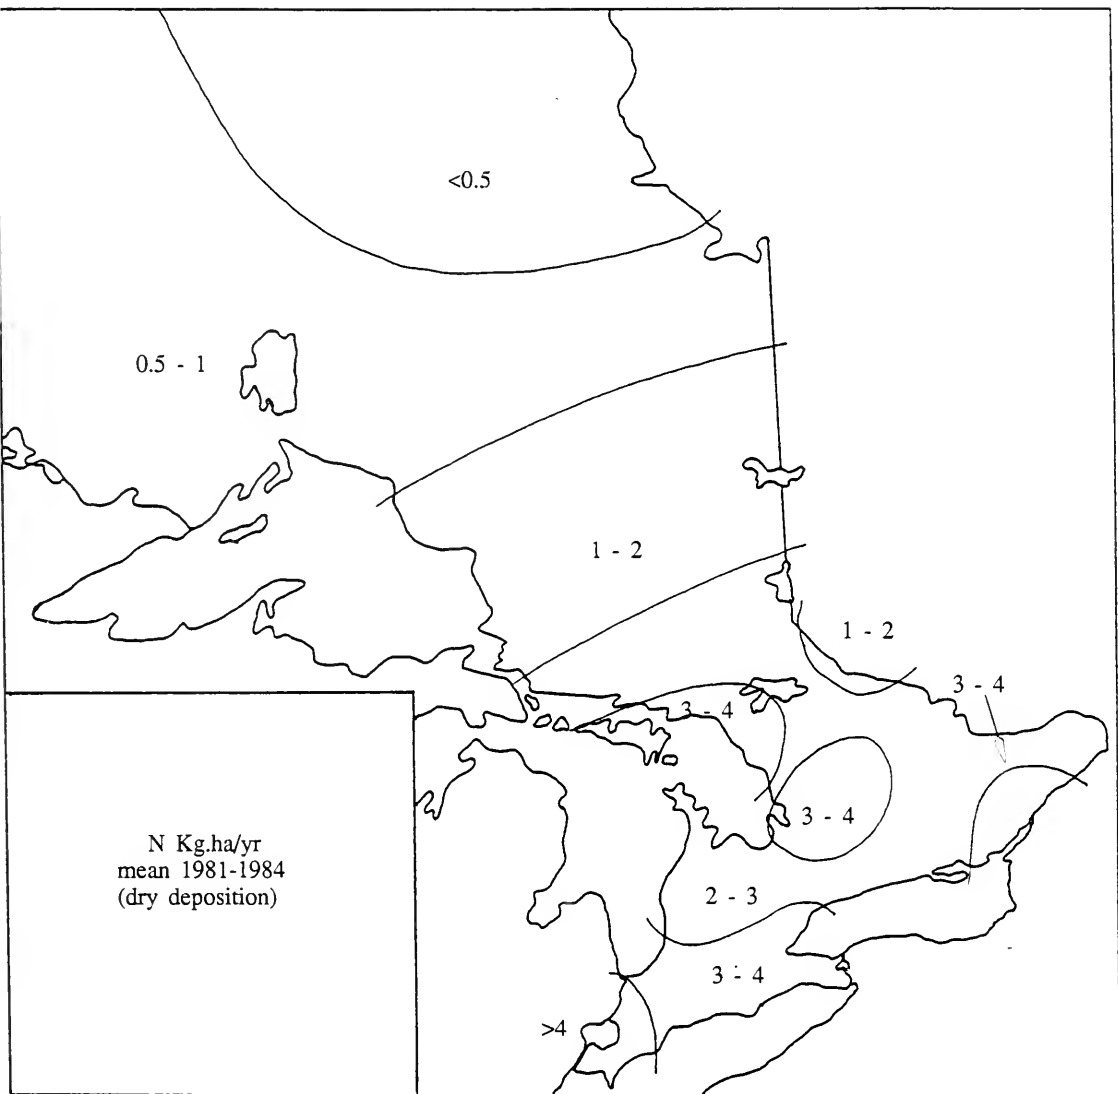 <0.5
0.5 - 1
1 - 2
1 - 2
3 - 4
3 - 4
3 - 4
2 - 3
3 - 4
>4
N Kg.ha/yr
mean 1981-1984
(dry deposition)